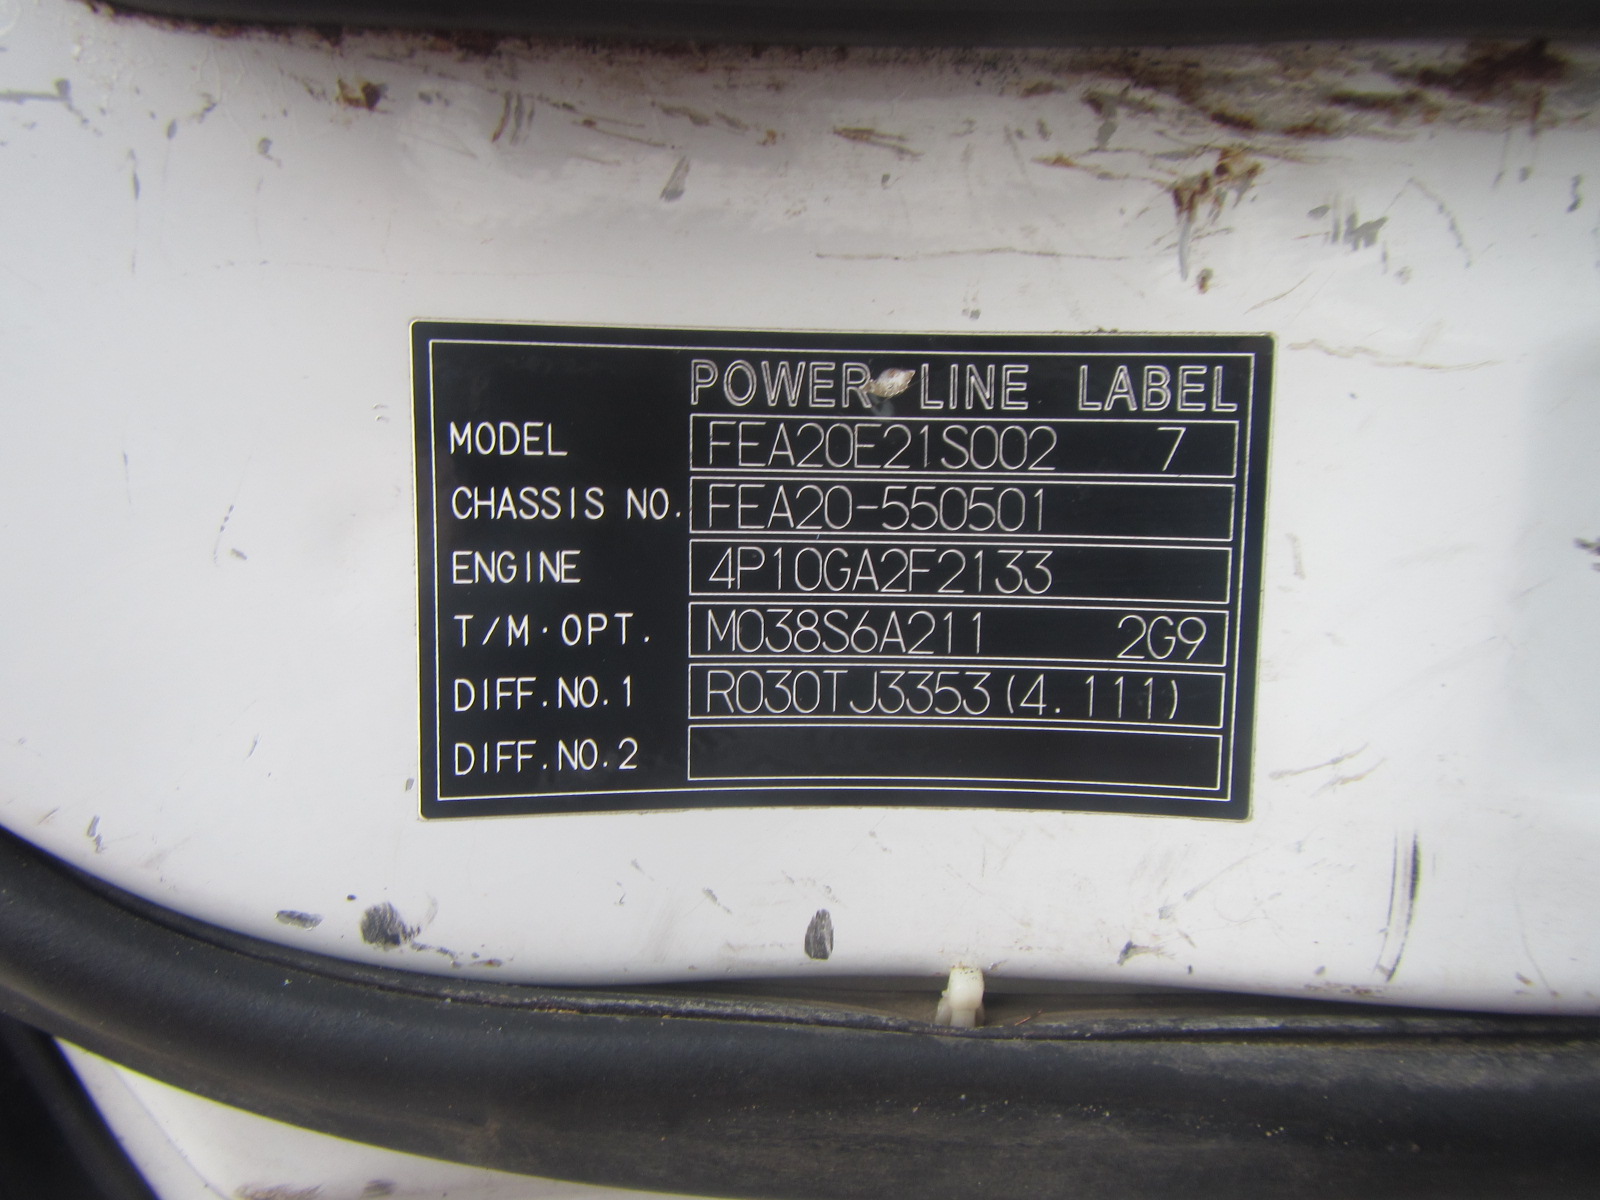 POWER LINE LABEL
MODEL FEA20E21S002 7
CHASSIS NO. FEA20-550501
ENGINE 4P10GA2F2133
T/M·OPT. M038S6A211 2G9
DIFF.NO.1 R030TJ3353(4.111)
DIFF.NO.2